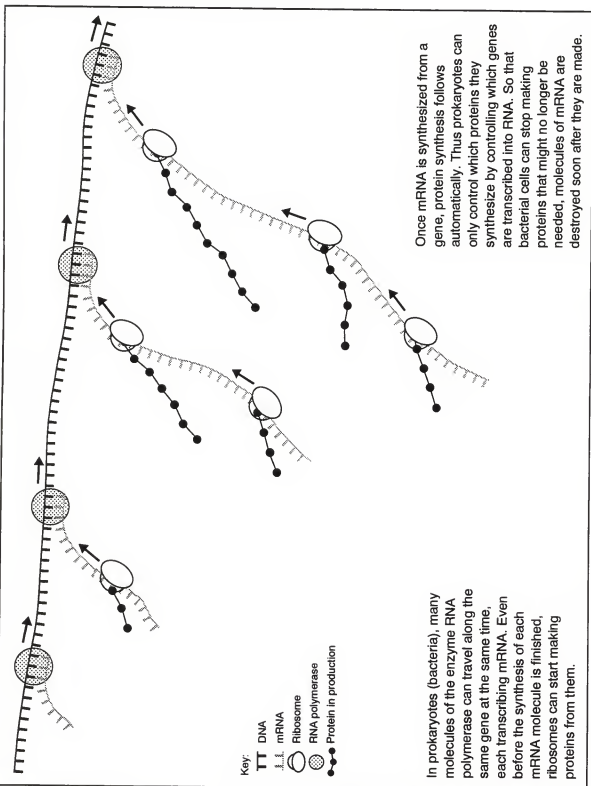 Key:
DNA
mRNA
Ribosome
RNA polymerase
Protein in production
In prokaryotes (bacteria), many
molecules of the enzyme RNA
polymerase can travel along the
same gene at the same time,
each transcribing mRNA. Even
before the synthesis of each
mRNA molecule is finished,
ribosomes can start making
proteins from them.
Once mRNA is synthesized from a
gene, protein synthesis follows
automatically. Thus prokaryotes can
only control which proteins they
synthesize by controlling which genes
are transcribed into RNA. So that
bacterial cells can stop making
proteins that might no longer be
needed, molecules of mRNA are
destroyed soon after they are made.